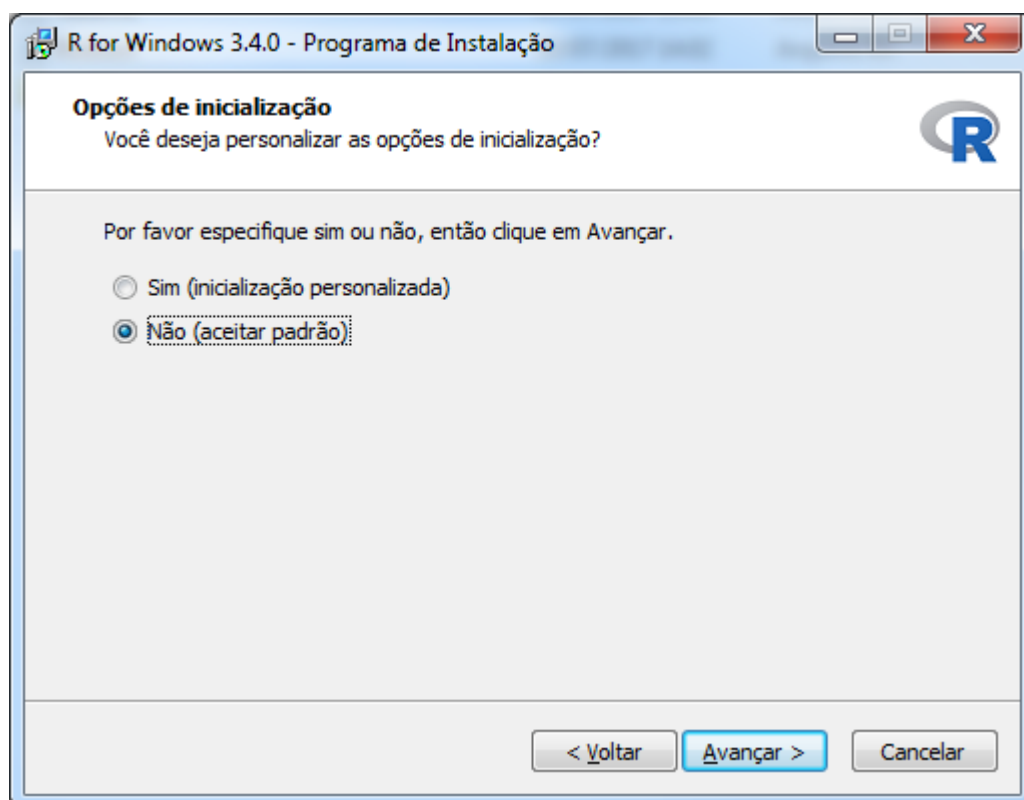 R for Windows 3.4.0 - Programa de Instalação
Opções de inicialização
Você deseja personalizar as opções de inicialização?
R
Por favor especifique sim ou não, então clique em Avançar.
Sim (inicialização personalizada)
Não (aceitar padrão)
< Voltar
Avançar >
Cancelar